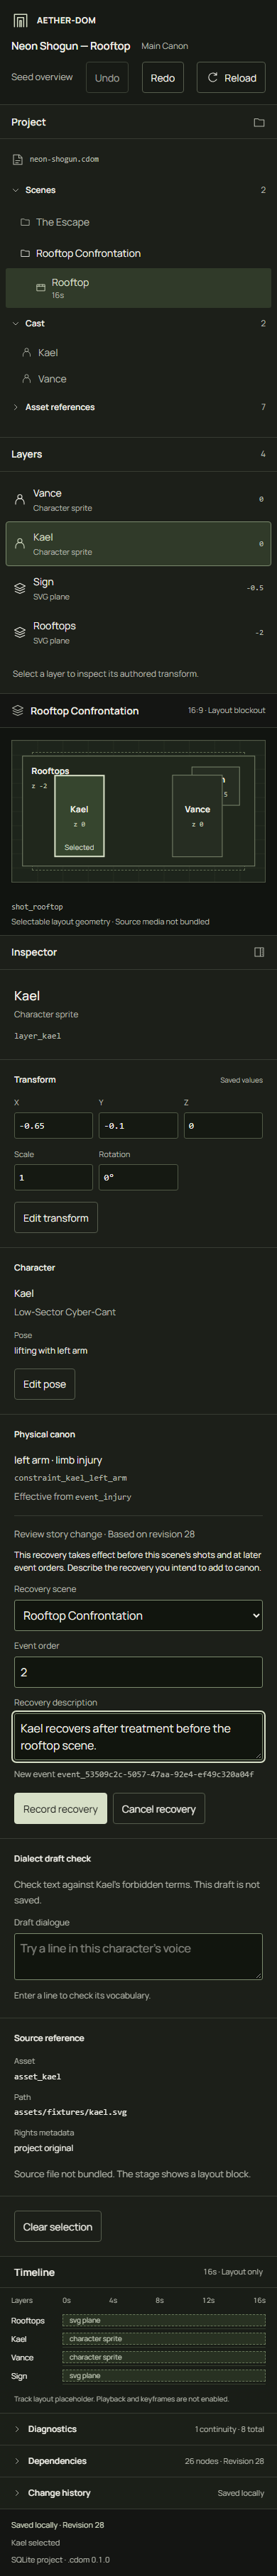 AETHER-DOM
Neon Shogun — Rooftop Main Canon
Seed overview Undo Redo Reload
Project
neon-shogun.cdom
Scenes 2
The Escape
Rooftop Confrontation
Rooftop
16s
Cast 2
Kael
Vance
Asset references 7
Layers 4
Vance
Character sprite 0
Kael
Character sprite 0
Sign
SVG plane -0.5
Rooftops
SVG plane -2
Select a layer to inspect its authored transform.
Rooftop Confrontation 16:9 · Layout blockout
Rooftops
z -2
Kael
z 0
Selected
Vance
z 0
n
5
shot_rooftop
Selectable layout geometry · Source media not bundled
Inspector
Kael
Character sprite
layer_kael
Transform Saved values
X Y Z
-0.65 -0.1 0
Scale Rotation
1 0°
Edit transform
Character
Kael
Low-Sector Cyber-Cant
Pose
lifting with left arm
Edit pose
Physical canon
left arm · limb injury
constraint_kael_left_arm
Effective from event_injury
Review story change · Based on revision 28
This recovery takes effect before this scene's shots and at later
event orders. Describe the recovery you intend to add to canon.
Recovery scene
Rooftop Confrontation
Event order
2
Recovery description
Kael recovers after treatment before the
rooftop scene.
New event event_53509c2c-5057-47aa-92e4-ef49c320a04f
Record recovery Cancel recovery
Dialect draft check
Check text against Kael's forbidden terms. This draft is not
saved.
Draft dialogue
Try a line in this character's voice
Enter a line to check its vocabulary.
Source reference
Asset
asset_kael
Path
assets/fixtures/kael.svg
Rights metadata
project original
Source file not bundled. The stage shows a layout block.
Clear selection
Timeline 16s · Layout only
Layers 0s 4s 8s 12s 16s
Rooftops svg plane
Kael character sprite
Vance character sprite
Sign svg plane
Track layout placeholder. Playback and keyframes are not enabled.
Diagnostics 1 continuity · 8 total
Dependencies 26 nodes · Revision 28
Change history Saved locally
Saved locally · Revision 28
Kael selected
SQLite project · .cdom 0.1.0